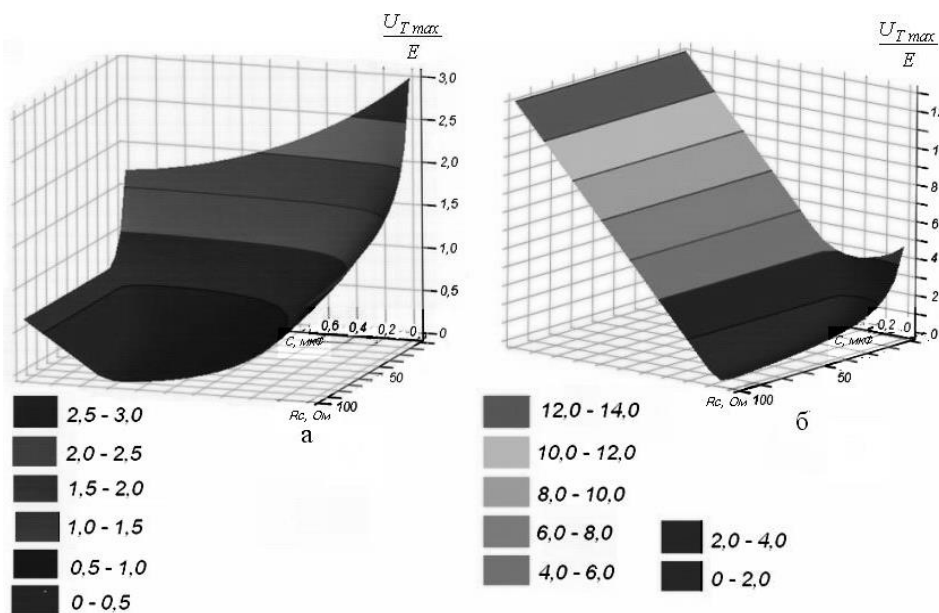 U_T max
E
3,0
2,5
2,0
1,5
1,0
0,5
0
0,6 0,4 0,2 0
C, мкф
50
100
Rc, Ом
2,5 - 3,0
2,0 - 2,5
1,5 - 2,0
1,0 - 1,5
0,5 - 1,0
0 - 0,5
а
U_T max
E
8
6
4
2
0
0,2 0
C, мкф
50
100
Rc, Ом
12,0 - 14,0
10,0 - 12,0
8,0 - 10,0
6,0 - 8,0
4,0 - 6,0
2,0 - 4,0
0 - 2,0
б